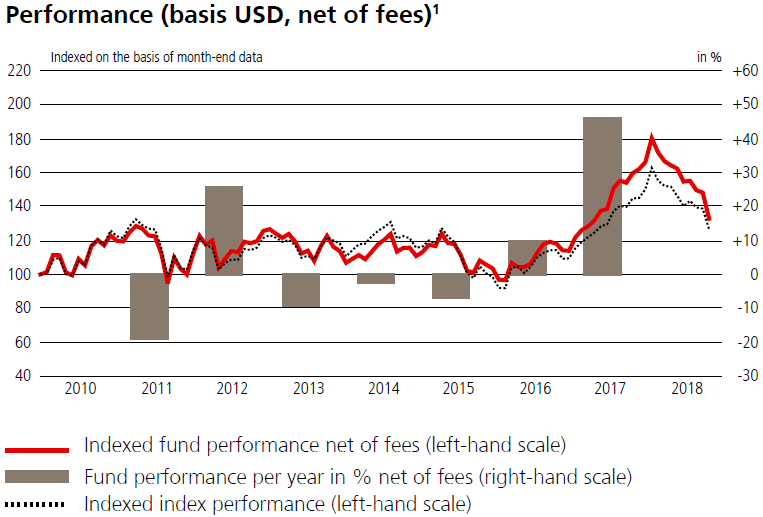 Performance (basis USD, net of fees)¹
Indexed on the basis of month-end data in %
220 +60
200 +50
180 +40
160 +30
140 +20
120 +10
100 0
80 -10
60 -20
40 -30
2010 2011 2012 2013 2014 2015 2016 2017 2018
Indexed fund performance net of fees (left-hand scale)
Fund performance per year in % net of fees (right-hand scale)
Indexed index performance (left-hand scale)